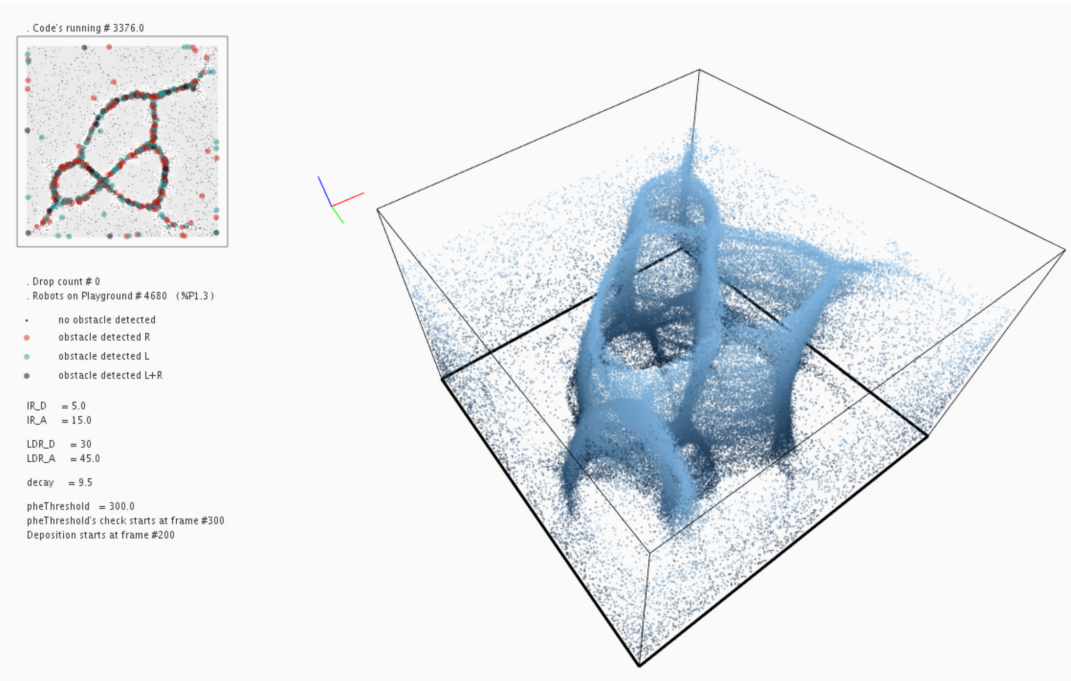 . Code's running # 3376.0
. Drop count # 0
. Robots on Playground # 4680 (%P1.3)
no obstacle detected
obstacle detected R
obstacle detected L
obstacle detected L+R
IR_D = 5.0
IR_A = 15.0
LDR_D = 30
LDR_A = 45.0
decay = 9.5
pheThreshold = 300.0
pheThreshold's check starts at frame #300
Deposition starts at frame #200